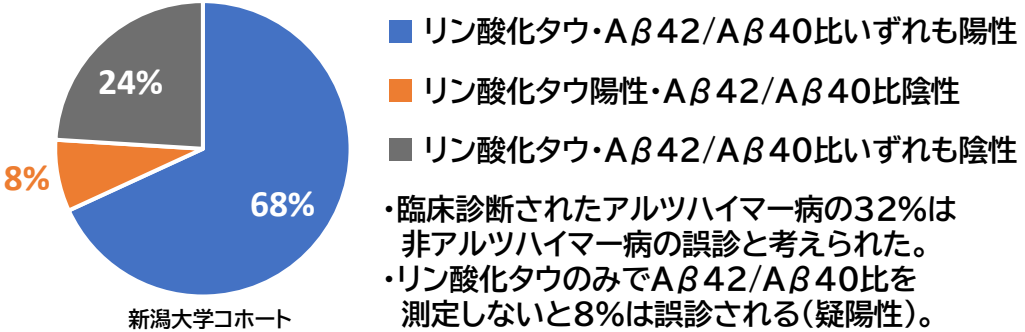 24%
8%
68%
新潟大学コホート
リン酸化タウ・Aβ42/Aβ40比いずれも陽性
リン酸化タウ陽性・Aβ42/Aβ40比陰性
リン酸化タウ・Aβ42/Aβ40比いずれも陰性
・臨床診断されたアルツハイマー病の32%は
非アルツハイマー病の誤診と考えられた。
・リン酸化タウのみでAβ42/Aβ40比を
測定しないと8%は誤診される(疑陽性)。